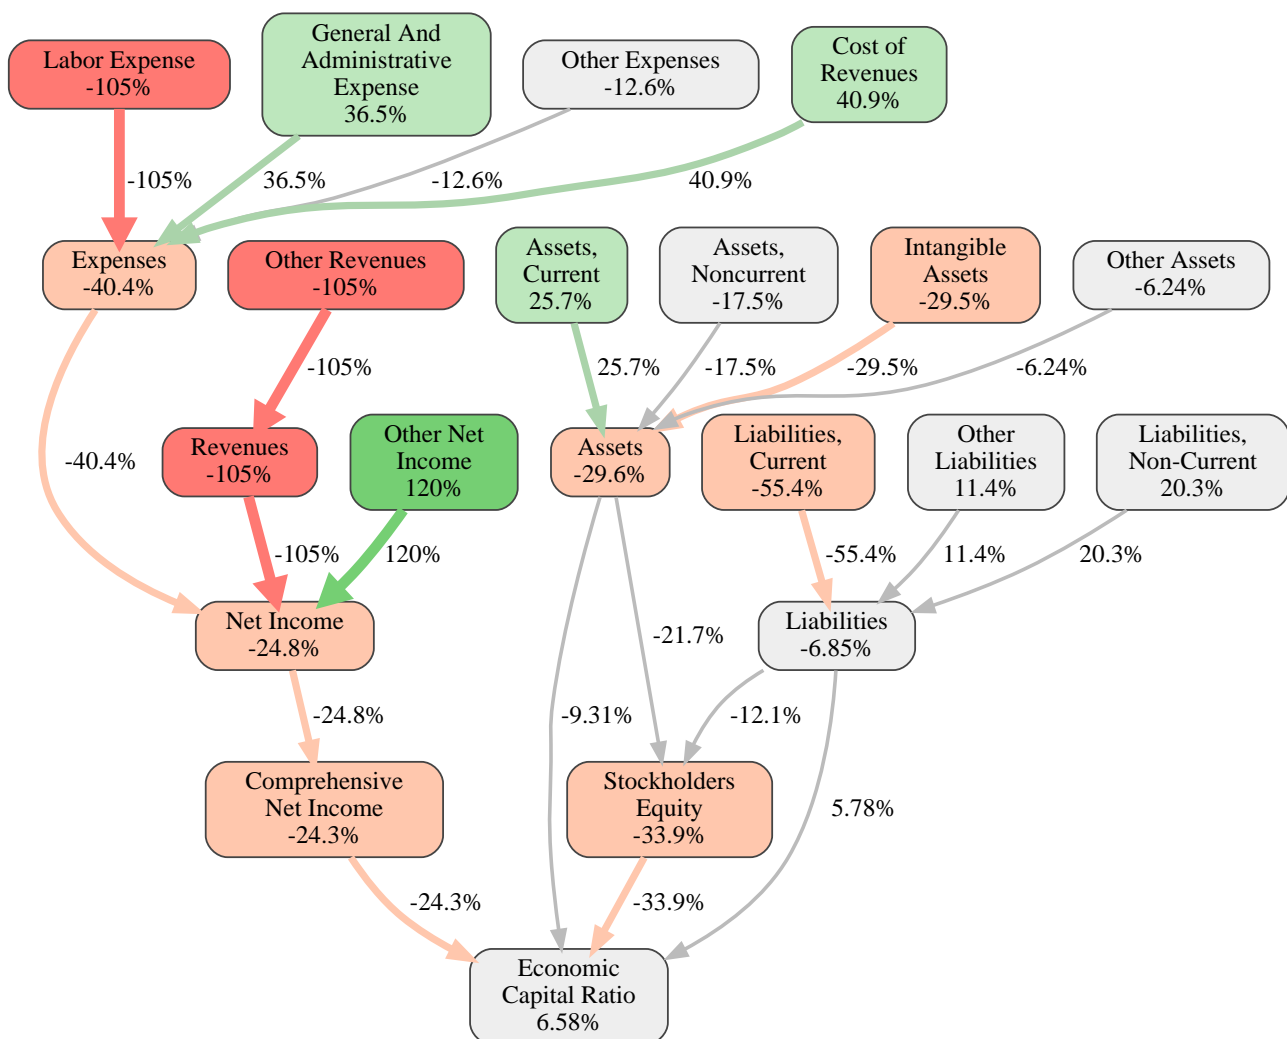 Labor Expense
-105%
General And
Administrative
Expense
36.5%
Other Expenses
-12.6%
Cost of
Revenues
40.9%
-105%
36.5%
-12.6%
40.9%
Expenses
-40.4%
Other Revenues
-105%
Assets,
Current
25.7%
Assets,
Noncurrent
-17.5%
Intangible
Assets
-29.5%
Other Assets
-6.24%
-105%
25.7%
-17.5%
-29.5%
-6.24%
-40.4%
Revenues
-105%
Other Net
Income
120%
Assets
-29.6%
Liabilities,
Current
-55.4%
Other
Liabilities
11.4%
Liabilities,
Non-Current
20.3%
-105%
120%
-55.4%
11.4%
20.3%
Net Income
-24.8%
-21.7%
Liabilities
-6.85%
-24.8%
-9.31%
-12.1%
Comprehensive
Net Income
-24.3%
Stockholders
Equity
-33.9%
5.78%
-24.3%
-33.9%
Economic
Capital Ratio
6.58%